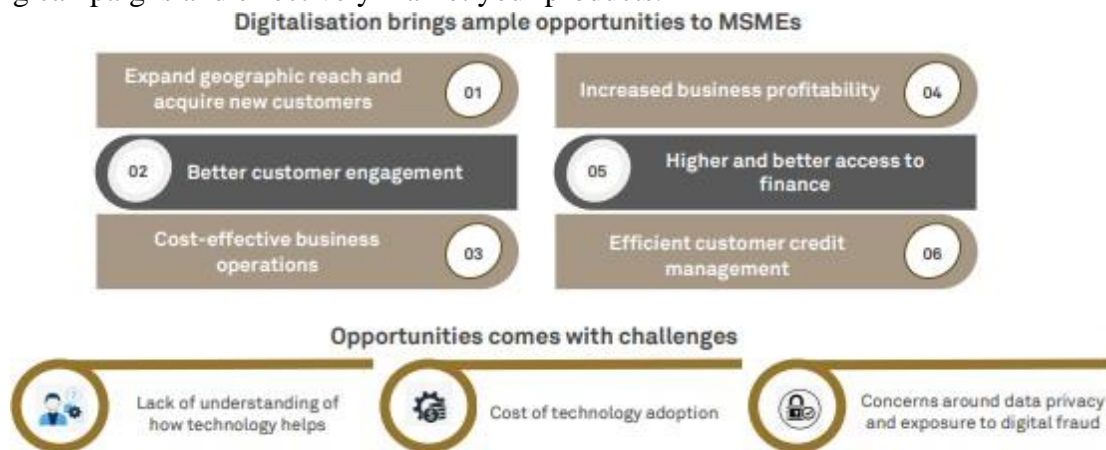 Digitalisation brings ample opportunities to MSMEs
Expand geographic reach and
acquire new customers
01
02
Better customer engagement
Cost-effective business
operations
03
Increased business profitability
04
05
Higher and better access to
finance
Efficient customer credit
management
06
Opportunities comes with challenges
Lack of understanding of
how technology helps
Cost of technology adoption
Concerns around data privacy
and exposure to digital fraud